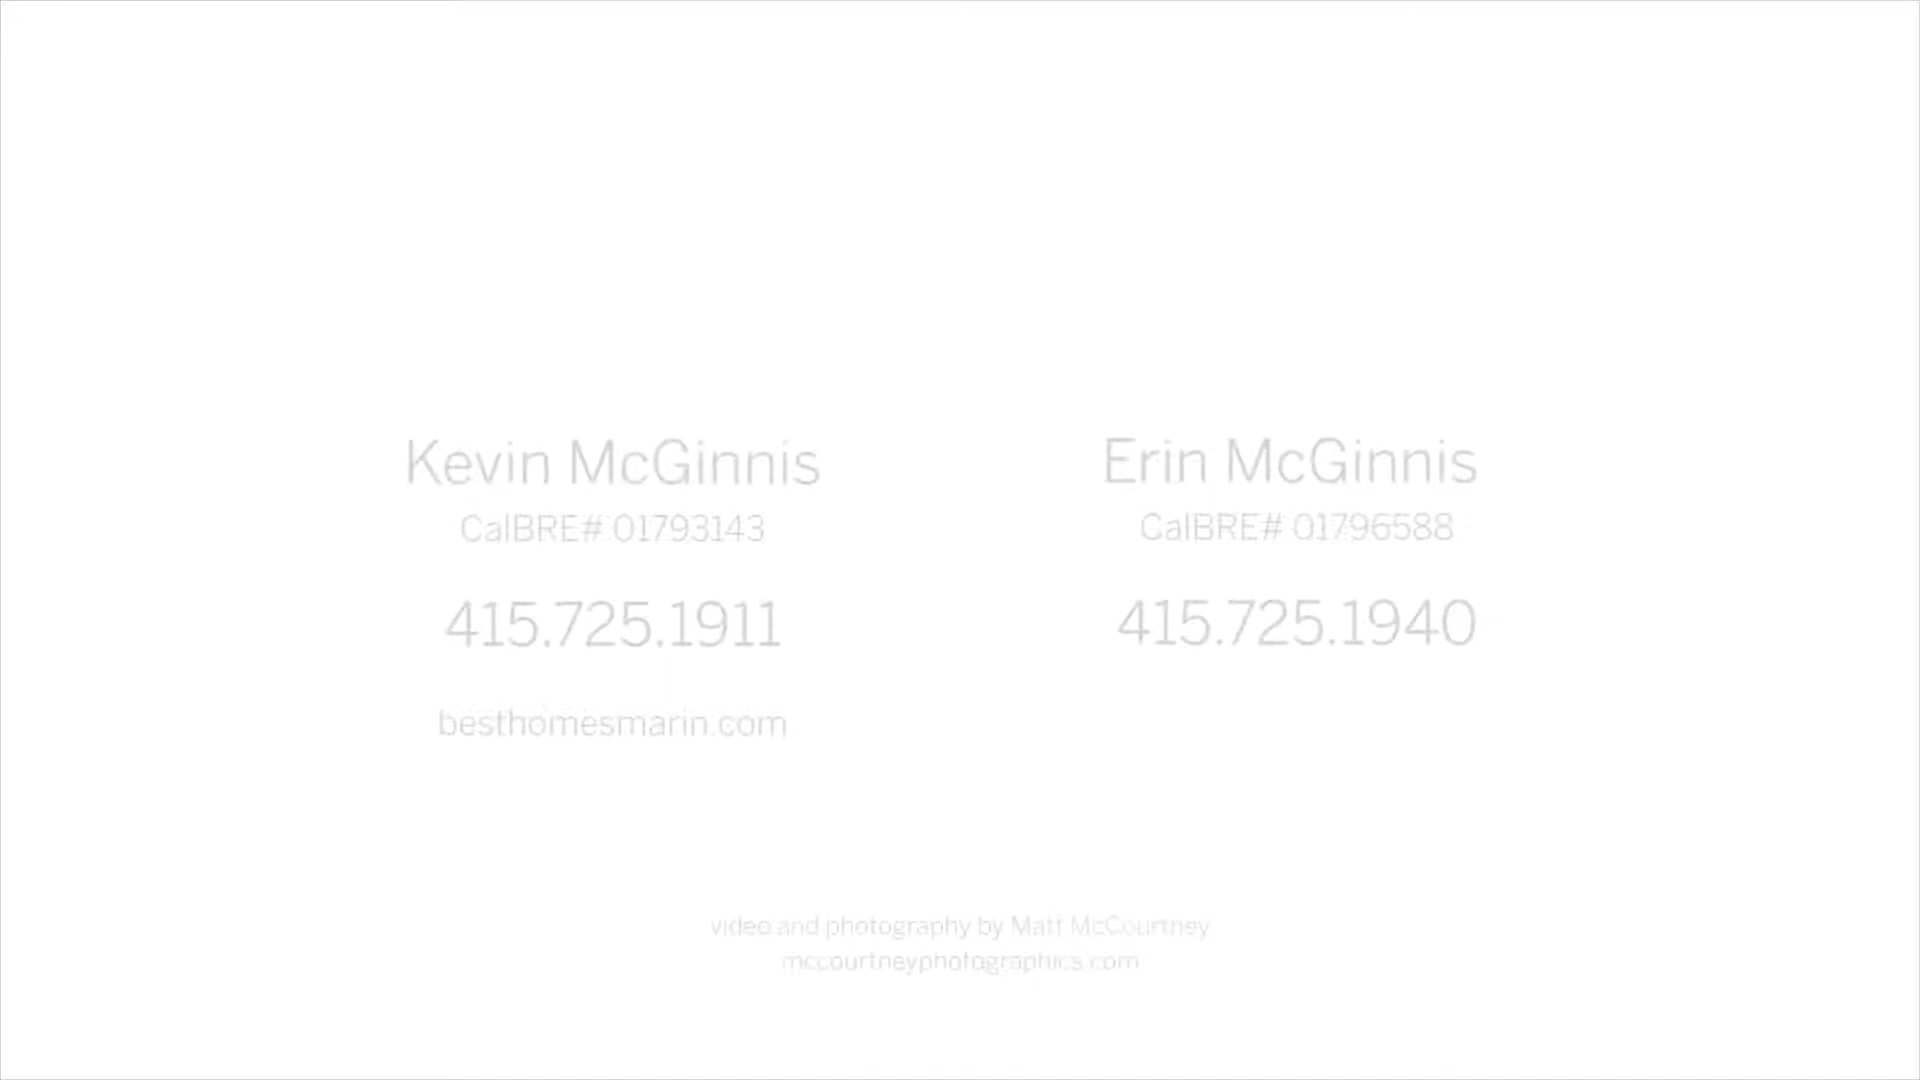 Kevin McGinnis
CalBRE# 01793143
415.725.1911
besthomesmarin.com
Erin McGinnis
CalBRE# 01796588
415.725.1940
video and photography by Matt McCourtney
mccourtneyphotographics.com